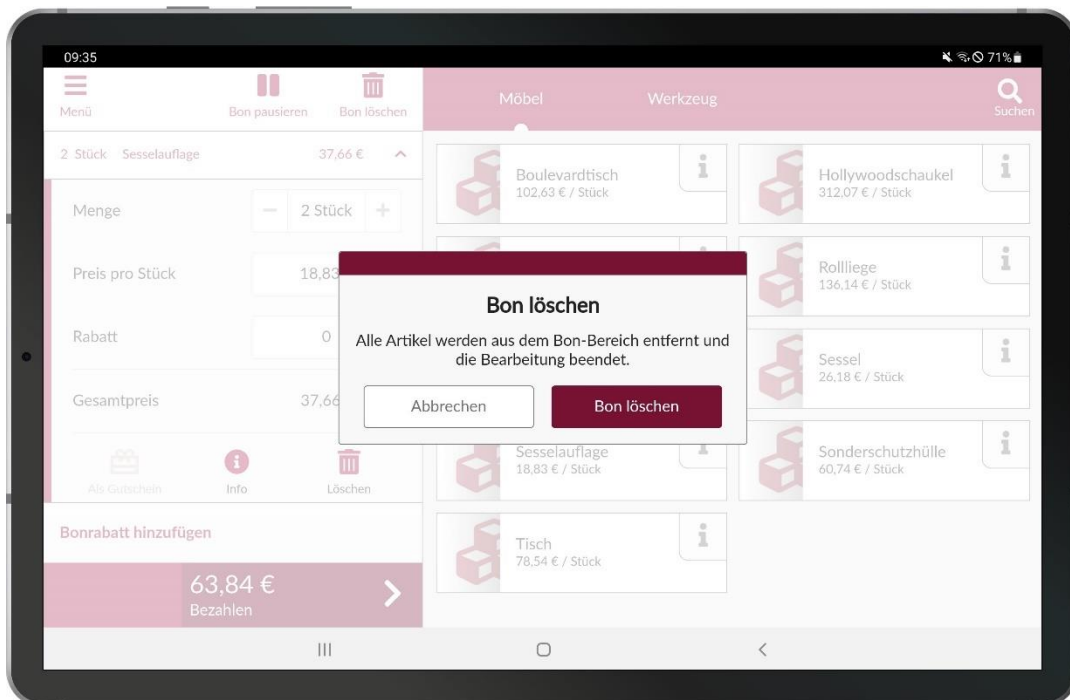 09:35
71%
Menü
Bon pausieren
Bon löschen
Möbel
Werkzeug
Suchen
2 Stück Sesselauflage 37,66 €
Menge
2 Stück
Preis pro Stück
18,83
Rabatt
0
Gesamtpreis
37,66
Als Gutschein
Info
Löschen
Bonrabatt hinzufügen
63,84 €
Bezahlen
Boulevardtisch
102,63 € / Stück
Hollywoodschaukel
312,07 € / Stück
Rollliege
136,14 € / Stück
Sessel
26,18 € / Stück
Sesselauflage
18,83 € / Stück
Sonderschutzhülle
60,74 € / Stück
Tisch
78,54 € / Stück
Bon löschen
Alle Artikel werden aus dem Bon-Bereich entfernt und
die Bearbeitung beendet.
Abbrechen
Bon löschen